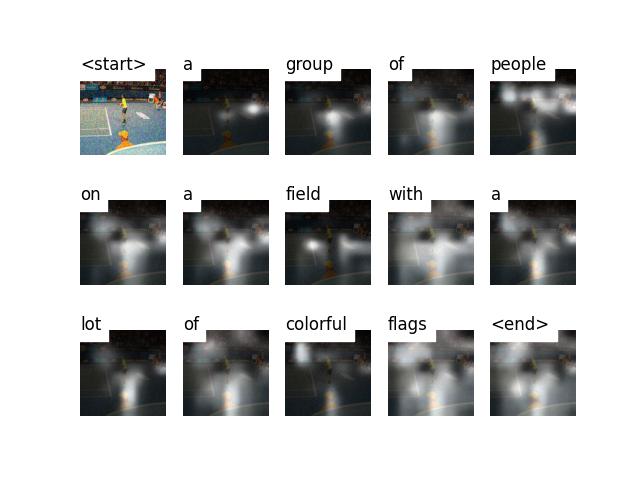 <start> a group of people
on a field with a
lot of colorful flags <end>